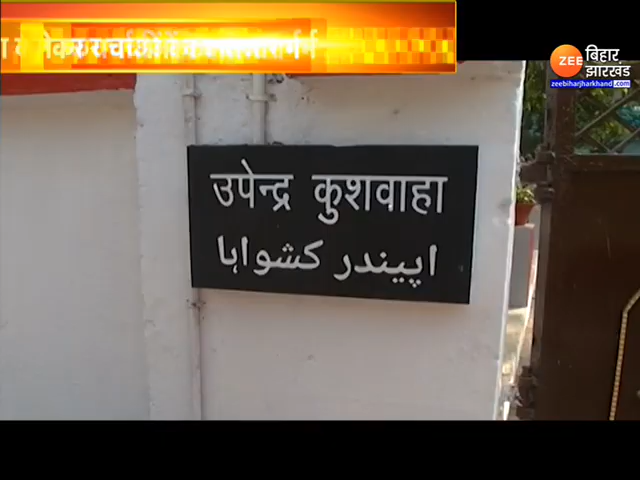 ZEE
बिहार
झारखंड
zeebiharjharkhand.com
उपेन्द्र कुशवाहा
اپیندر کشواہا